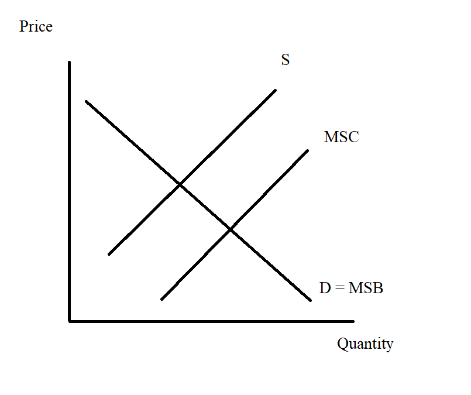 Price
S
MSC
D = MSB
Quantity